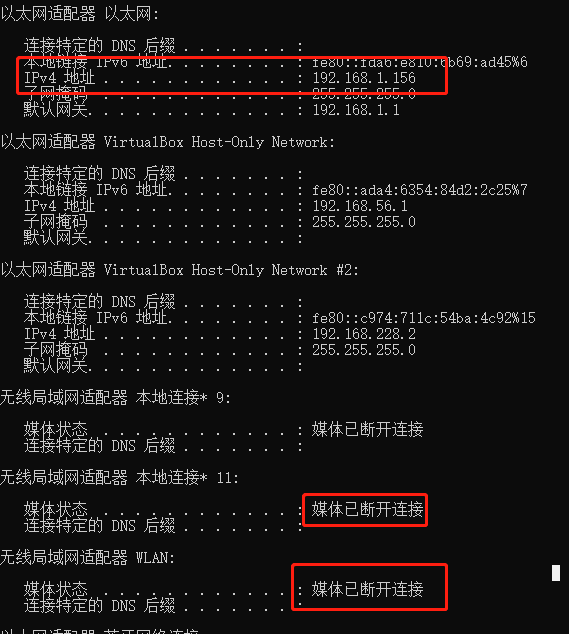 以太网适配器 以太网:
连接特定的 DNS 后缀 . . . . . . . :
本地链接 IPv6 地址. . . . . . . . : fe80::fda6:e810:6b69:ad45%6
IPv4 地址 . . . . . . . . . . . . : 192.168.1.156
子网掩码 . . . . . . . . . . . . : 255.255.255.0
默认网关. . . . . . . . . . . . . : 192.168.1.1
以太网适配器 VirtualBox Host-Only Network:
连接特定的 DNS 后缀 . . . . . . . :
本地链接 IPv6 地址. . . . . . . . : fe80::ada4:6354:84d2:2c25%7
IPv4 地址 . . . . . . . . . . . . : 192.168.56.1
子网掩码 . . . . . . . . . . . . : 255.255.255.0
默认网关. . . . . . . . . . . . . :
以太网适配器 VirtualBox Host-Only Network #2:
连接特定的 DNS 后缀 . . . . . . . :
本地链接 IPv6 地址. . . . . . . . : fe80::c974:711c:54ba:4c92%15
IPv4 地址 . . . . . . . . . . . . : 192.168.228.2
子网掩码 . . . . . . . . . . . . : 255.255.255.0
默认网关. . . . . . . . . . . . . :
无线局域网适配器 本地连接* 9:
媒体状态 . . . . . . . . . . . . : 媒体已断开连接
连接特定的 DNS 后缀 . . . . . . . :
无线局域网适配器 本地连接* 11:
媒体状态 . . . . . . . . . . . . : 媒体已断开连接
连接特定的 DNS 后缀 . . . . . . . :
无线局域网适配器 WLAN:
媒体状态 . . . . . . . . . . . . : 媒体已断开连接
连接特定的 DNS 后缀 . . . . . . . :
以太网适配器 蓝牙网络连接